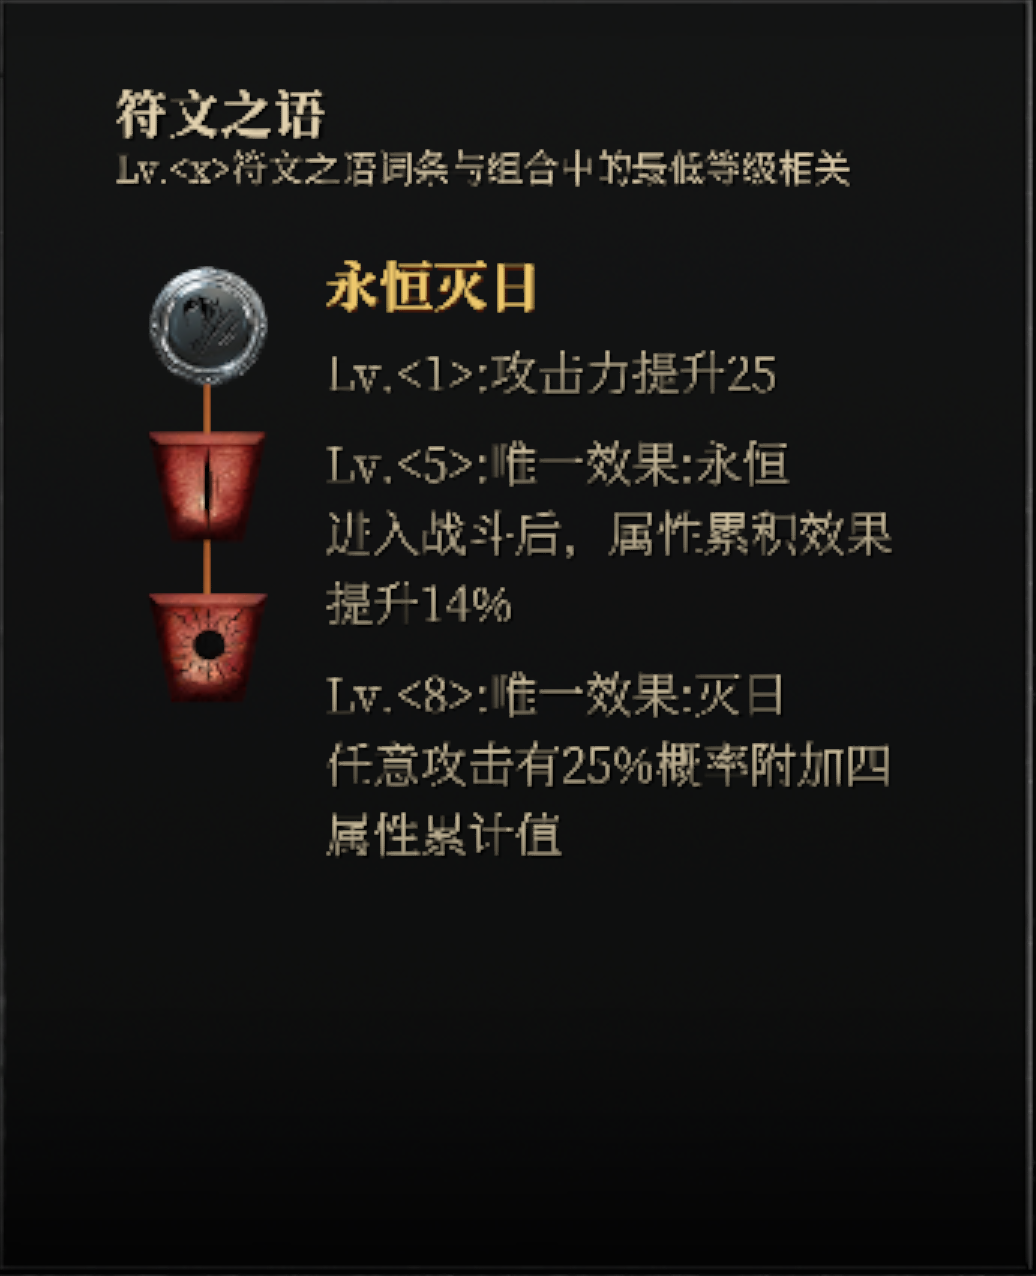 符文之语
Lv.<x>符文之语词条与组合中的最低等级相关
永恒灭日
Lv.<1>:攻击力提升25
Lv.<5>:唯一效果:永恒
进入战斗后，属性累积效果
提升14%
Lv.<8>:唯一效果:灭日
任意攻击有25%概率附加四
属性累计值